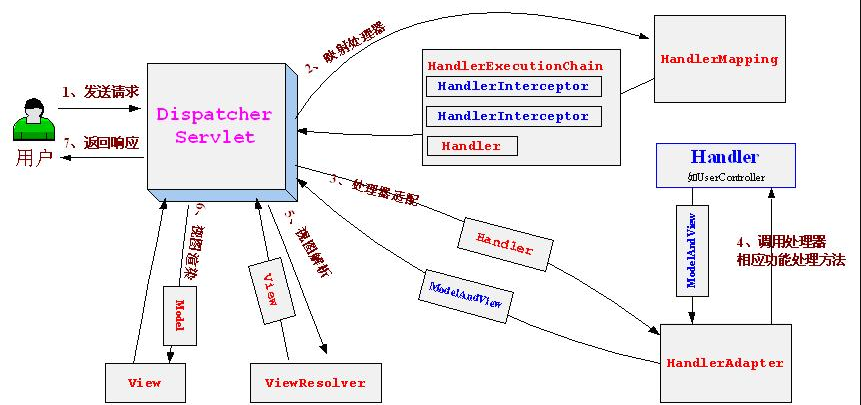 1、发送请求
7、返回响应
用户
Dispatcher
Servlet
2、映射处理器
HandlerExecutionChain
HandlerInterceptor
HandlerInterceptor
Handler
HandlerMapping
Handler
如UserController
ModelAndView
4、调用处理器
相应功能处理方法
3、处理器适配
Handler
ModelAndView
HandlerAdapter
6、视图渲染
Model
View
5、视图解析
View
ViewResolver